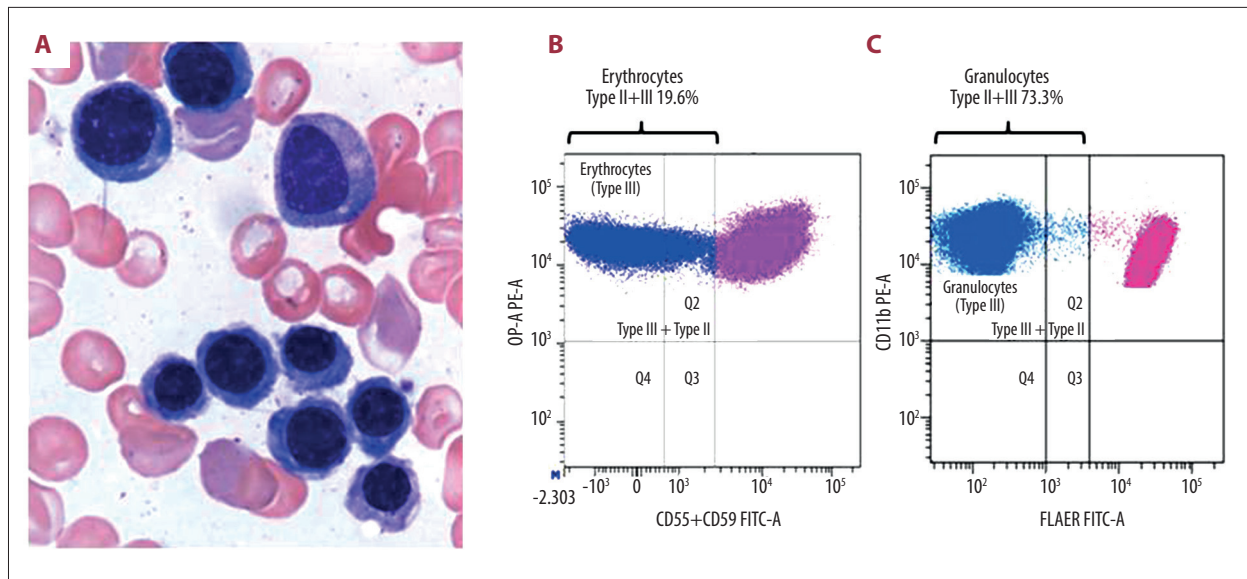 A
B
Erythrocytes
Type II+III 19.6%
Erythrocytes
(Type III)
10⁵
10⁴
10³
10²
OP-A PE-A
Q2
Type III + Type II
Q4
Q3
-2.303
-10³
0
10³
10⁴
10⁵
CD55+CD59 FITC-A
C
Granulocytes
Type II+III 73.3%
10⁵
10⁴
10³
10²
CD11b PE-A
Granulocytes
(Type III)
Q2
Type III + Type II
Q4
Q3
10²
10³
10⁴
10⁵
FLAER FITC-A